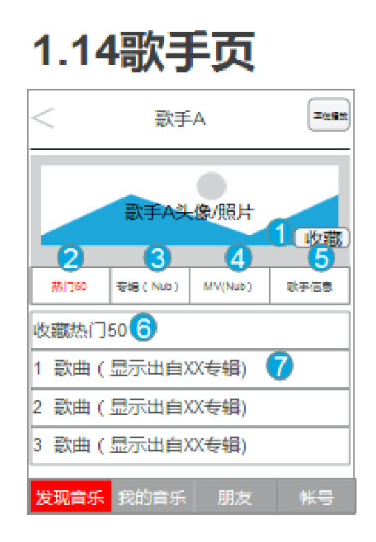 1.14歌手页
< 歌手A 正在播放
歌手A头像/照片
1 收藏
2 3 4 5
热门50 专辑(Nub) MV(Nub) 歌手信息
收藏热门50 6
1 歌曲(显示出自XX专辑) 7
2 歌曲(显示出自XX专辑)
3 歌曲(显示出自XX专辑)
发现音乐 我的音乐 朋友 帐号